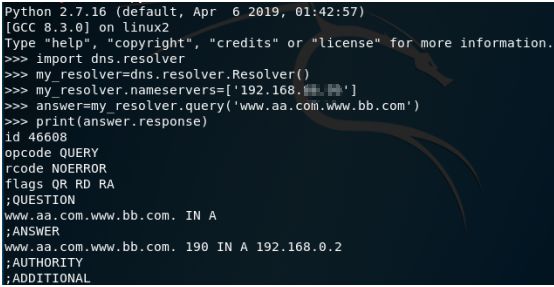 Python 2.7.16 (default, Apr  6 2019, 01:42:57)
[GCC 8.3.0] on linux2
Type "help", "copyright", "credits" or "license" for more information.
>>> import dns.resolver
>>> my_resolver=dns.resolver.Resolver()
>>> my_resolver.nameservers=['192.168. ']
>>> answer=my_resolver.query('www.aa.com.www.bb.com')
>>> print(answer.response)
id 46608
opcode QUERY
rcode NOERROR
flags QR RD RA
;QUESTION
www.aa.com.www.bb.com. IN A
;ANSWER
www.aa.com.www.bb.com. 190 IN A 192.168.0.2
;AUTHORITY
;ADDITIONAL